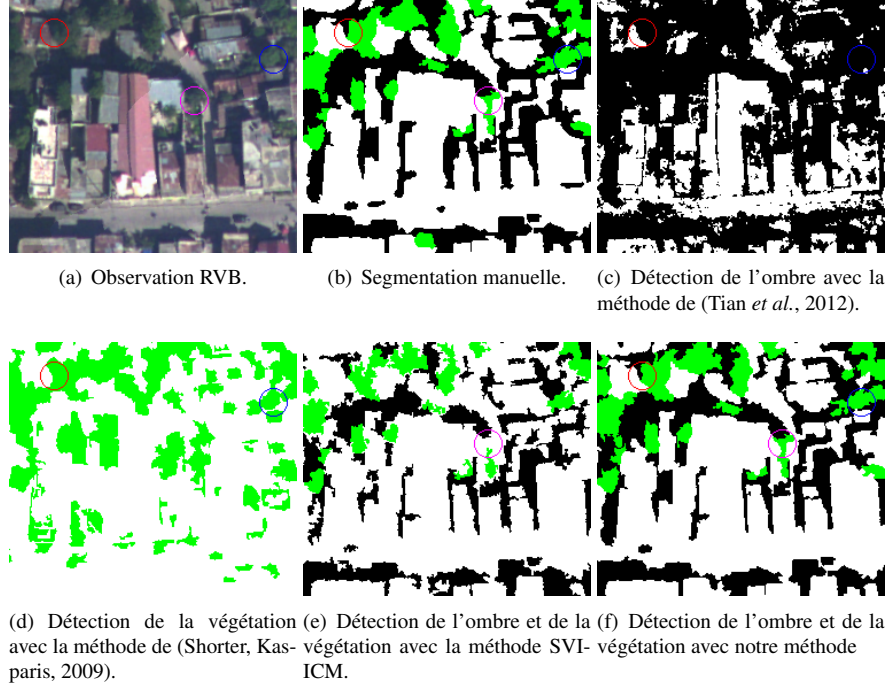 (a) Observation RVB.
(b) Segmentation manuelle.
(c) Détection de l'ombre avec la
méthode de (Tian et al., 2012).
(d) Détection de la végétation
avec la méthode de (Shorter, Kas-
paris, 2009).
(e) Détection de l'ombre et de la
végétation avec la méthode SVI-
ICM.
(f) Détection de l'ombre et de la
végétation avec notre méthode